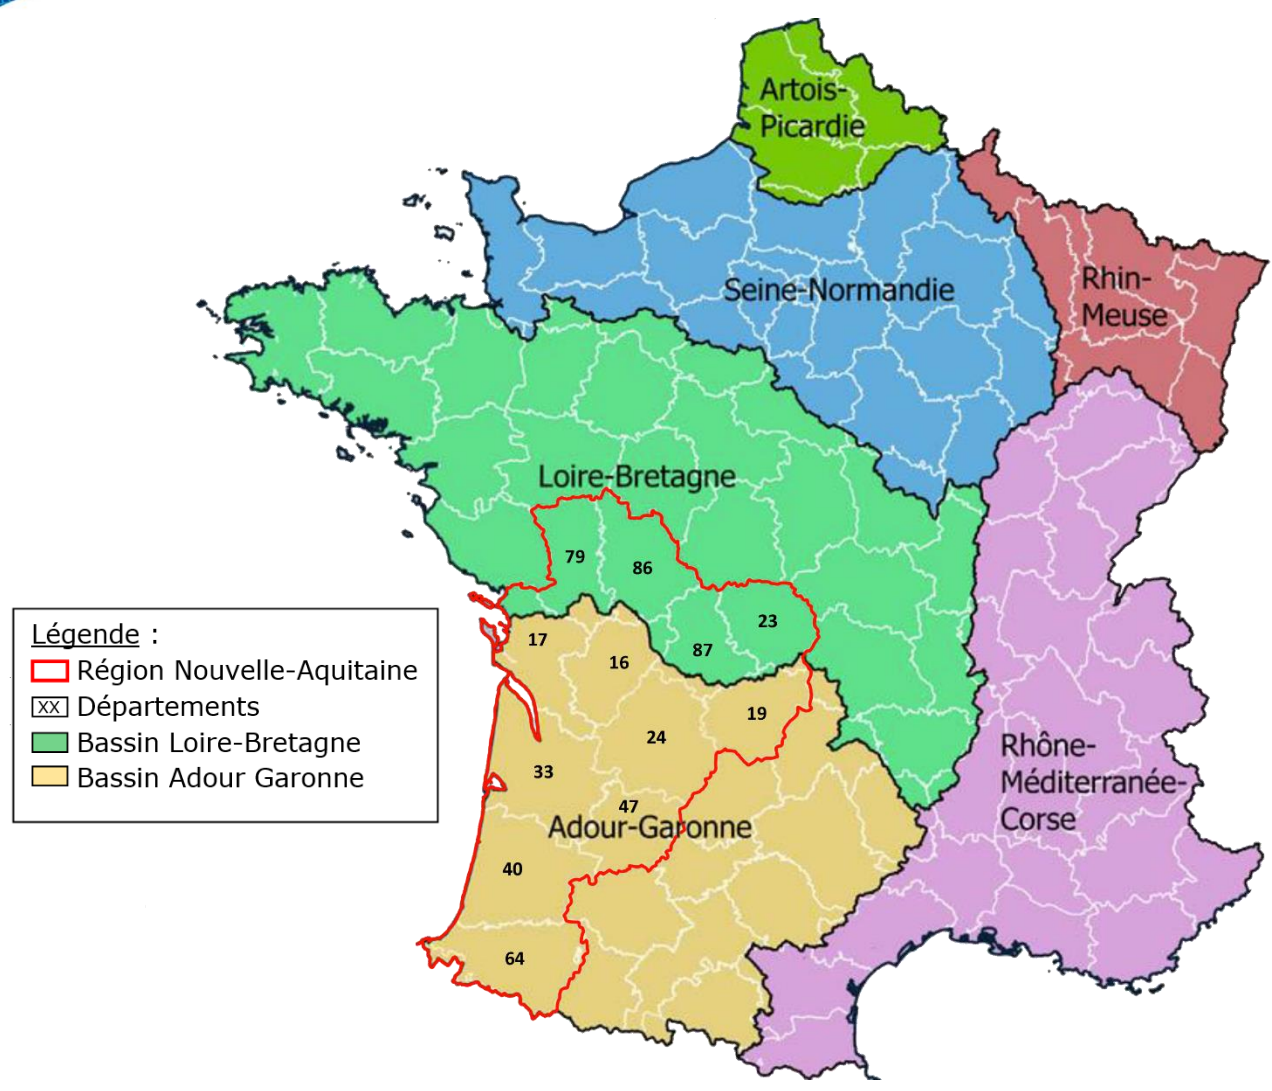 Artois-
Picardie
Rhin-
Meuse
Seine-Normandie
Loire-Bretagne
79
86
23
87
17
16
19
24
33
47
Adour-Garonne
40
64
Rhône-
Méditerranée-
Corse
Légende :
Région Nouvelle-Aquitaine
XX Départements
Bassin Loire-Bretagne
Bassin Adour Garonne